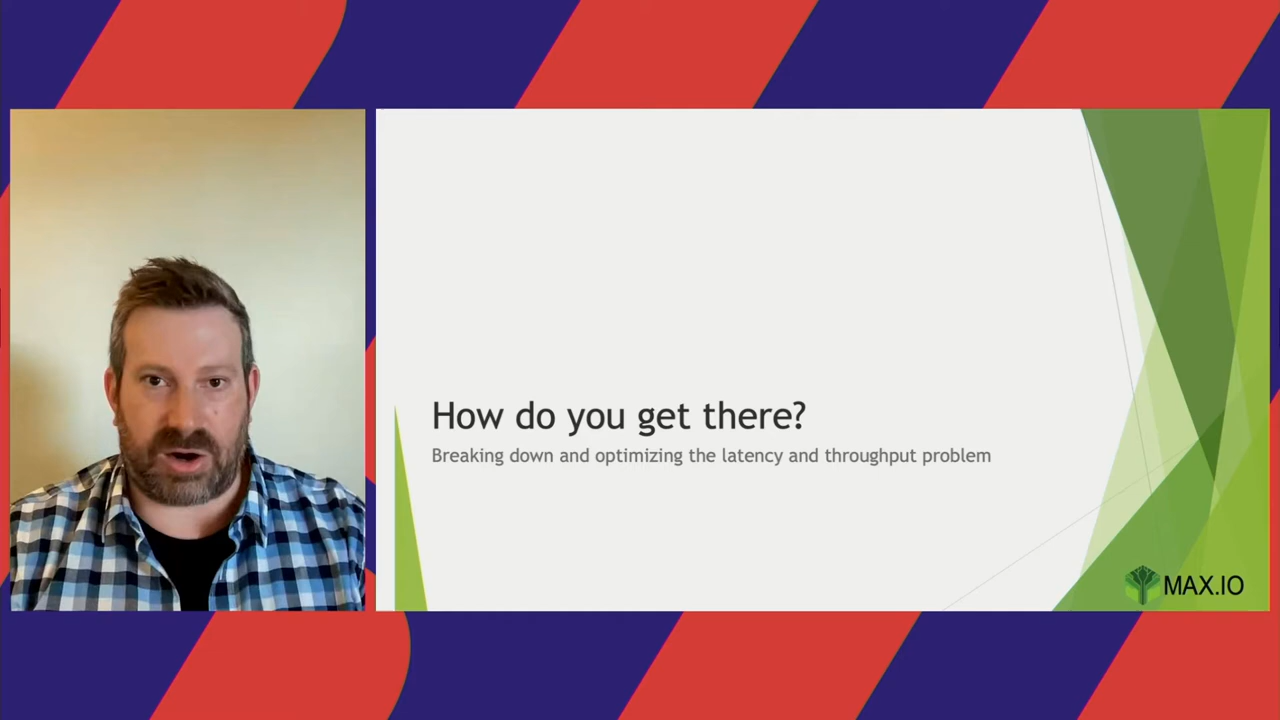 How do you get there?
Breaking down and optimizing the latency and throughput problem
MAX.IO